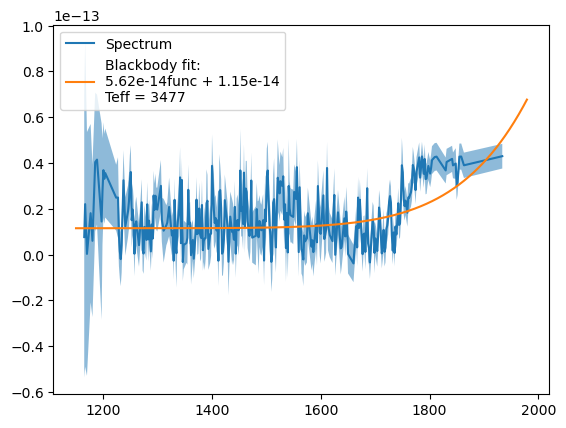 1e−13
1.0
0.8
0.6
0.4
0.2
0.0
−0.2
−0.4
−0.6
Spectrum
Blackbody fit:
5.62e-14func + 1.15e-14
Teff = 3477
1200 1400 1600 1800 2000